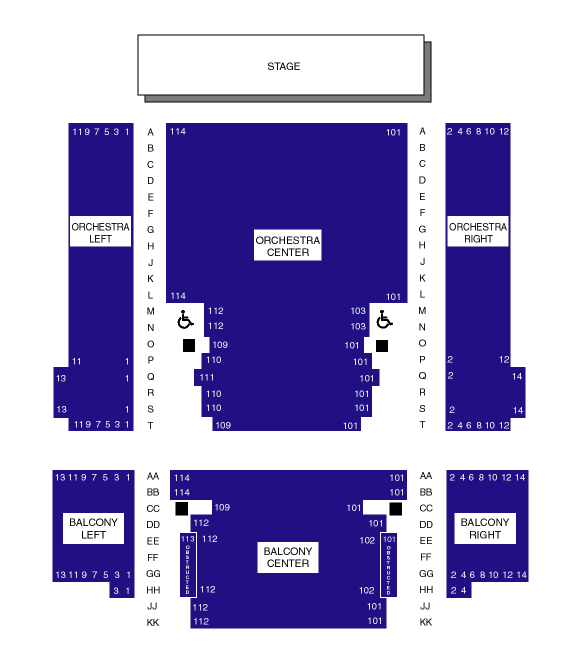 STAGE
11 9 7 5 3 1 A 114 101 A 2 4 6 8 10 12
B B
C C
D D
E E
F F
ORCHESTRA LEFT G ORCHESTRA CENTER G ORCHESTRA RIGHT
H H
J J
K K
L 114 101 L
M 112 103 M
N 112 103 N
O 109 101 O
11 1 P 110 101 P 2 12
13 1 Q 111 101 Q 2 14
R 110 101 R
13 1 S 110 101 S 2 14
11 9 7 5 3 1 T 109 101 T 2 4 6 8 10 12
13 11 9 7 5 3 1 AA 114 101 AA 2 4 6 8 10 12 14
BB 114 101 BB
CC 109 101 CC
BALCONY LEFT DD 112 101 DD BALCONY RIGHT
EE 113 112 102 101 EE
OBSTRUCTED BALCONY CENTER OBSTRUCTED
FF FF
13 11 9 7 5 3 1 GG GG 2 4 6 8 10 12 14
3 1 HH 112 102 HH 2 4
JJ 112 101 JJ
KK 112 101 KK